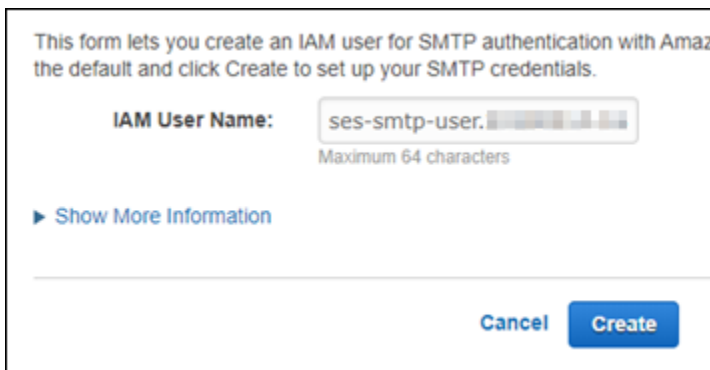 This form lets you create an IAM user for SMTP authentication with Amaz
the default and click Create to set up your SMTP credentials.
IAM User Name: ses-smtp-user.
Maximum 64 characters
Show More Information
Cancel Create